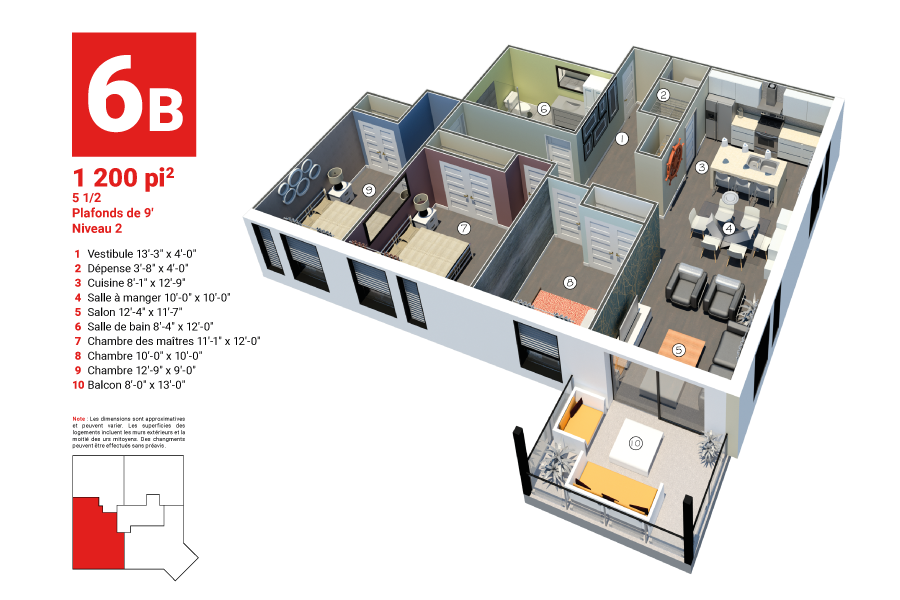 6B
1 200 pi²
5 1/2
Plafonds de 9'
Niveau 2
1 Vestibule 13'-3" x 4'-0"
2 Dépense 3'-8" x 4'-0"
3 Cuisine 8'-1" x 12'-9"
4 Salle à manger 10'-0" x 10'-0"
5 Salon 12'-4" x 11'-7"
6 Salle de bain 8'-4" x 12'-0"
7 Chambre des maîtres 11'-1" x 12'-0"
8 Chambre 10'-0" x 10'-0"
9 Chambre 12'-9" x 9'-0"
10 Balcon 8'-0" x 13'-0"
Note : Les dimensions sont approximatives
et peuvent varier. Les superficies des
logements incluent les murs extérieurs et la
moitié des urs mitoyens. Des changments
peuvent être effectués sans préavis.
2
6
1
3
9
7
4
8
5
10